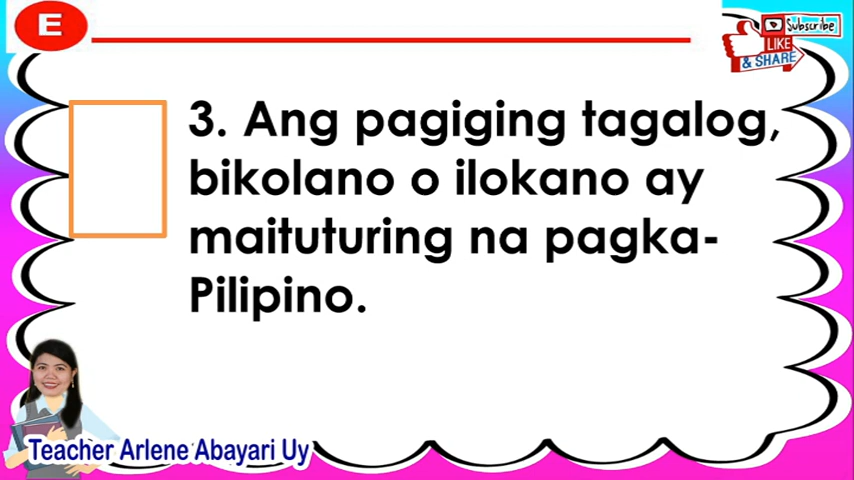 E
Subscribe
LIKE
& SHARE
3. Ang pagiging tagalog,
bikolano o ilokano ay
maituturing na pagka-
Pilipino.
Teacher Arlene Abayari Uy